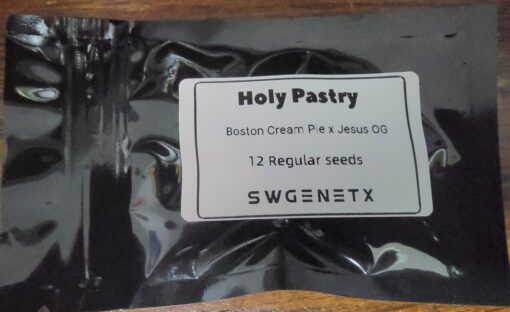 Holy Pastry
Boston Cream Pie x Jesus OG
12 Regular seeds
SWGENETX